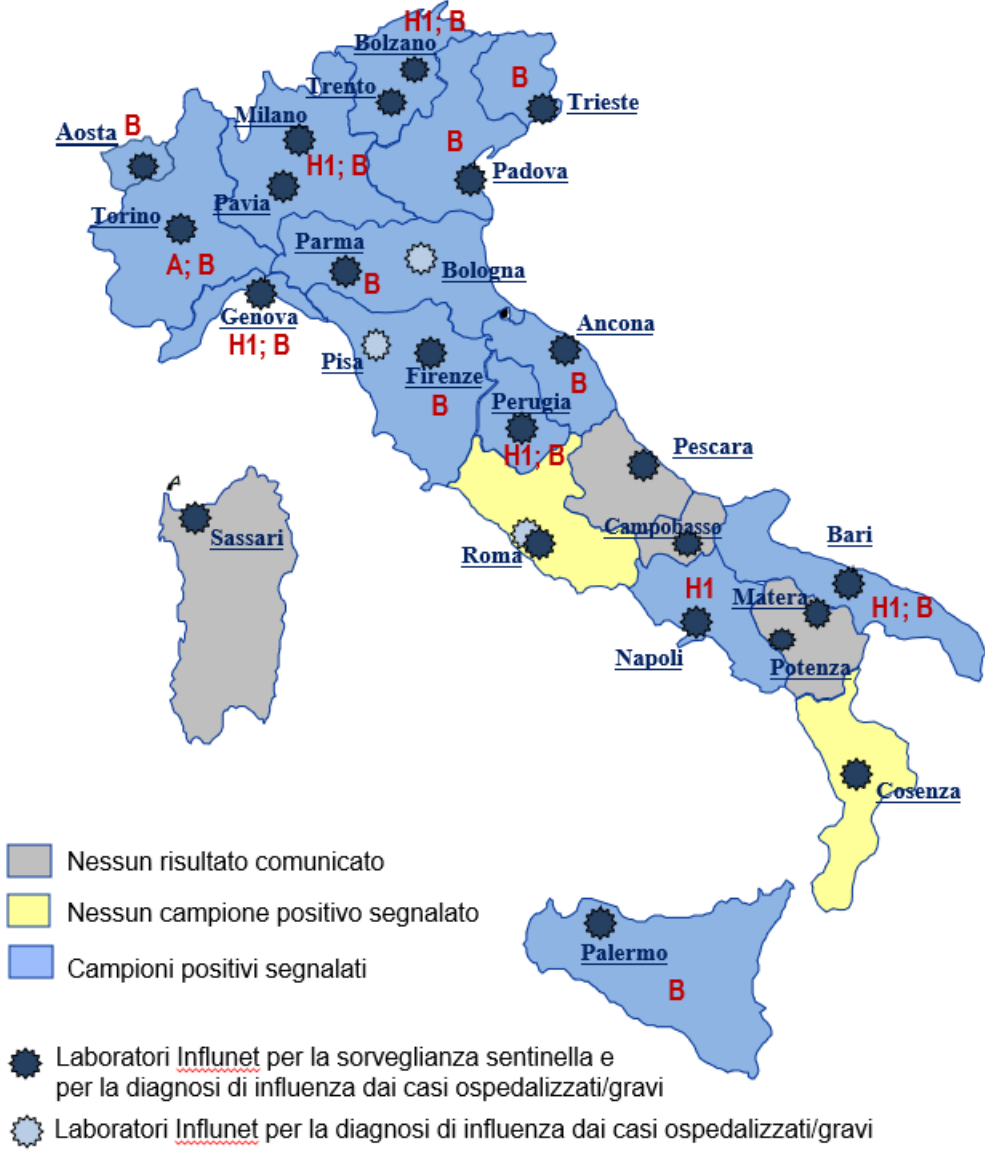 H1; B
Bolzano
Trento
B
Trieste
Milano
H1; B
Aosta
B
B
Padova
Pavia
Torino
A; B
Parma
B
Bologna
Genova
H1; B
Pisa
Firenze
B
Ancona
B
Perugia
H1; B
Pescara
Sassari
Roma
Campobasso
Bari
H1; B
H1
Matera
Napoli
Potenza
Cosenza
Nessun risultato comunicato
Nessun campione positivo segnalato
Campioni positivi segnalati
Palermo
B
Laboratori Influnet per la sorveglianza sentinella e
per la diagnosi di influenza dai casi ospedalizzati/gravi
Laboratori Influnet per la diagnosi di influenza dai casi ospedalizzati/gravi